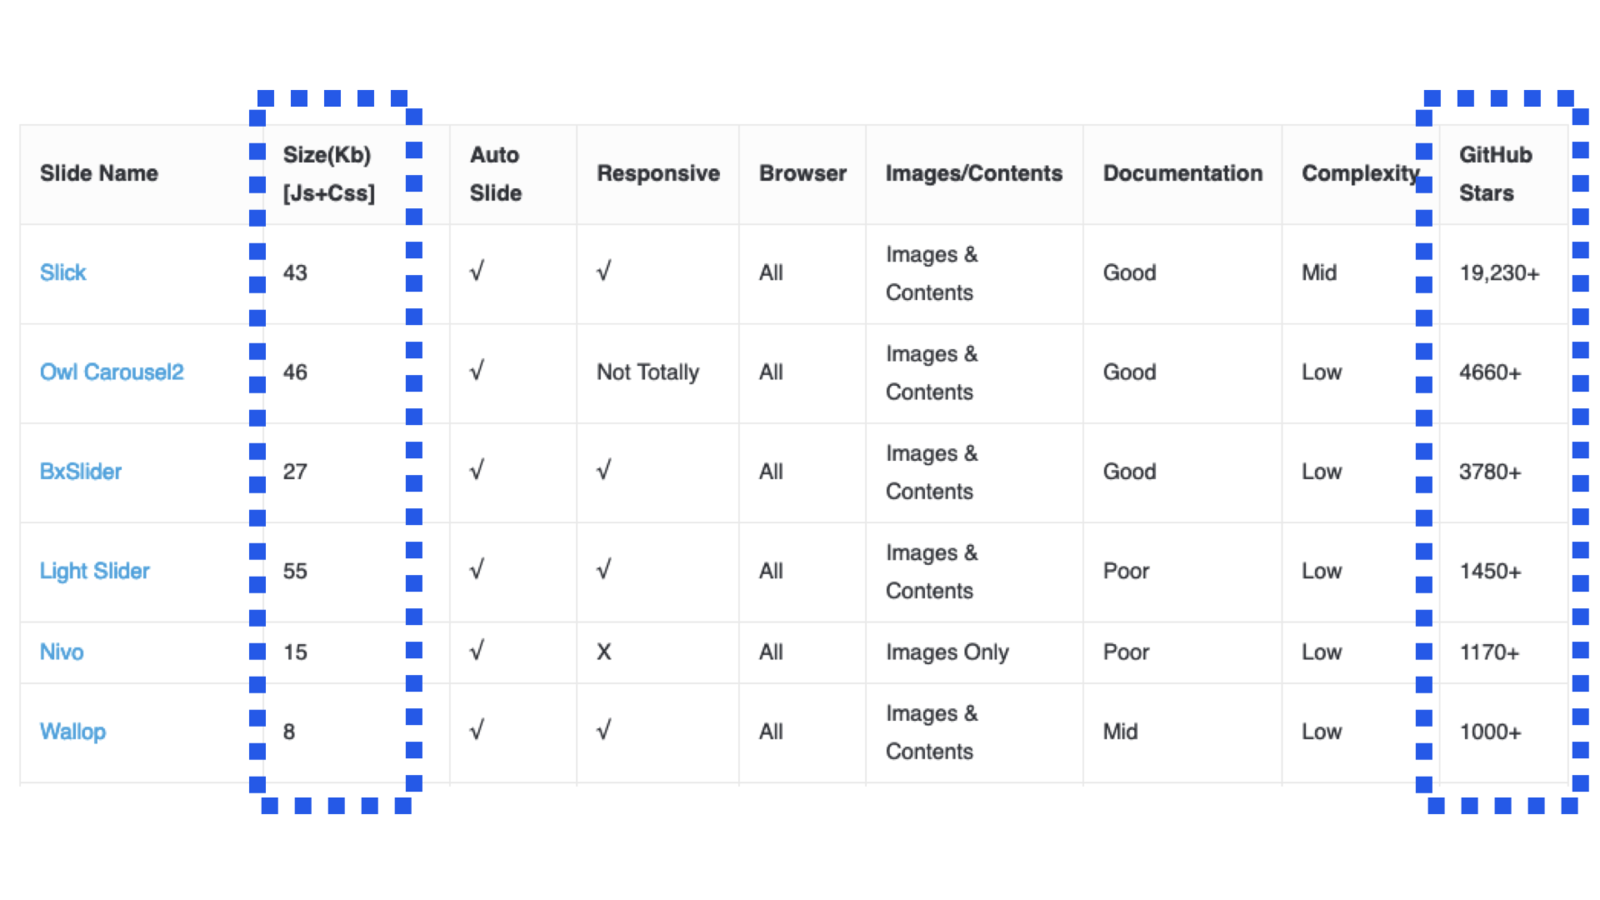 Slide Name Size(Kb) [Js+Css] Auto Slide Responsive Browser Images/Contents Documentation Complexity GitHub Stars
Slick 43 √ √ All Images & Contents Good Mid 19,230+
Owl Carousel2 46 √ Not Totally All Images & Contents Good Low 4660+
BxSlider 27 √ √ All Images & Contents Good Low 3780+
Light Slider 55 √ √ All Images & Contents Poor Low 1450+
Nivo 15 √ X All Images Only Poor Low 1170+
Wallop 8 √ √ All Images & Contents Mid Low 1000+